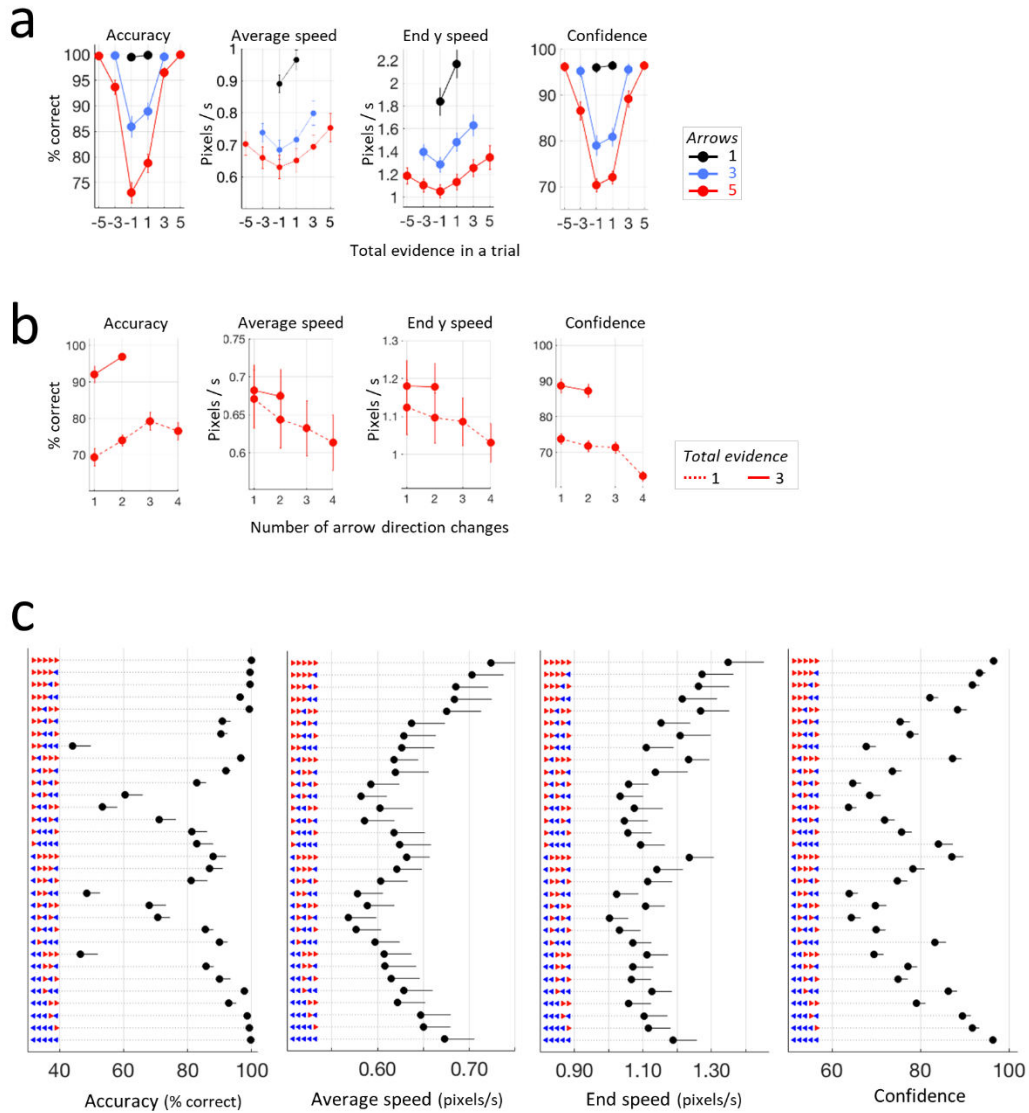 a
Accuracy Average speed End y speed Confidence
% correct
100
95
90
85
80
75
-5 -3 -1 1 3 5
Pixels / s
1
0.9
0.8
0.7
0.6
-5 -3 -1 1 3 5
Pixels / s
2.2
2
1.8
1.6
1.4
1.2
1
-5 -3 -1 1 3 5
100
90
80
70
-5 -3 -1 1 3 5
Arrows
1
3
5
Total evidence in a trial
b
Accuracy Average speed End y speed Confidence
% correct
100
90
80
70
1 2 3 4
Pixels / s
0.75
0.7
0.65
0.6
1 2 3 4
Pixels / s
1.3
1.2
1.1
1
1 2 3 4
100
90
80
70
1 2 3 4
Total evidence
1 3
Number of arrow direction changes
c
40 60 80 100
Accuracy (% correct)
0.60 0.70
Average speed (pixels/s)
0.90 1.10 1.30
End speed (pixels/s)
60 80 100
Confidence